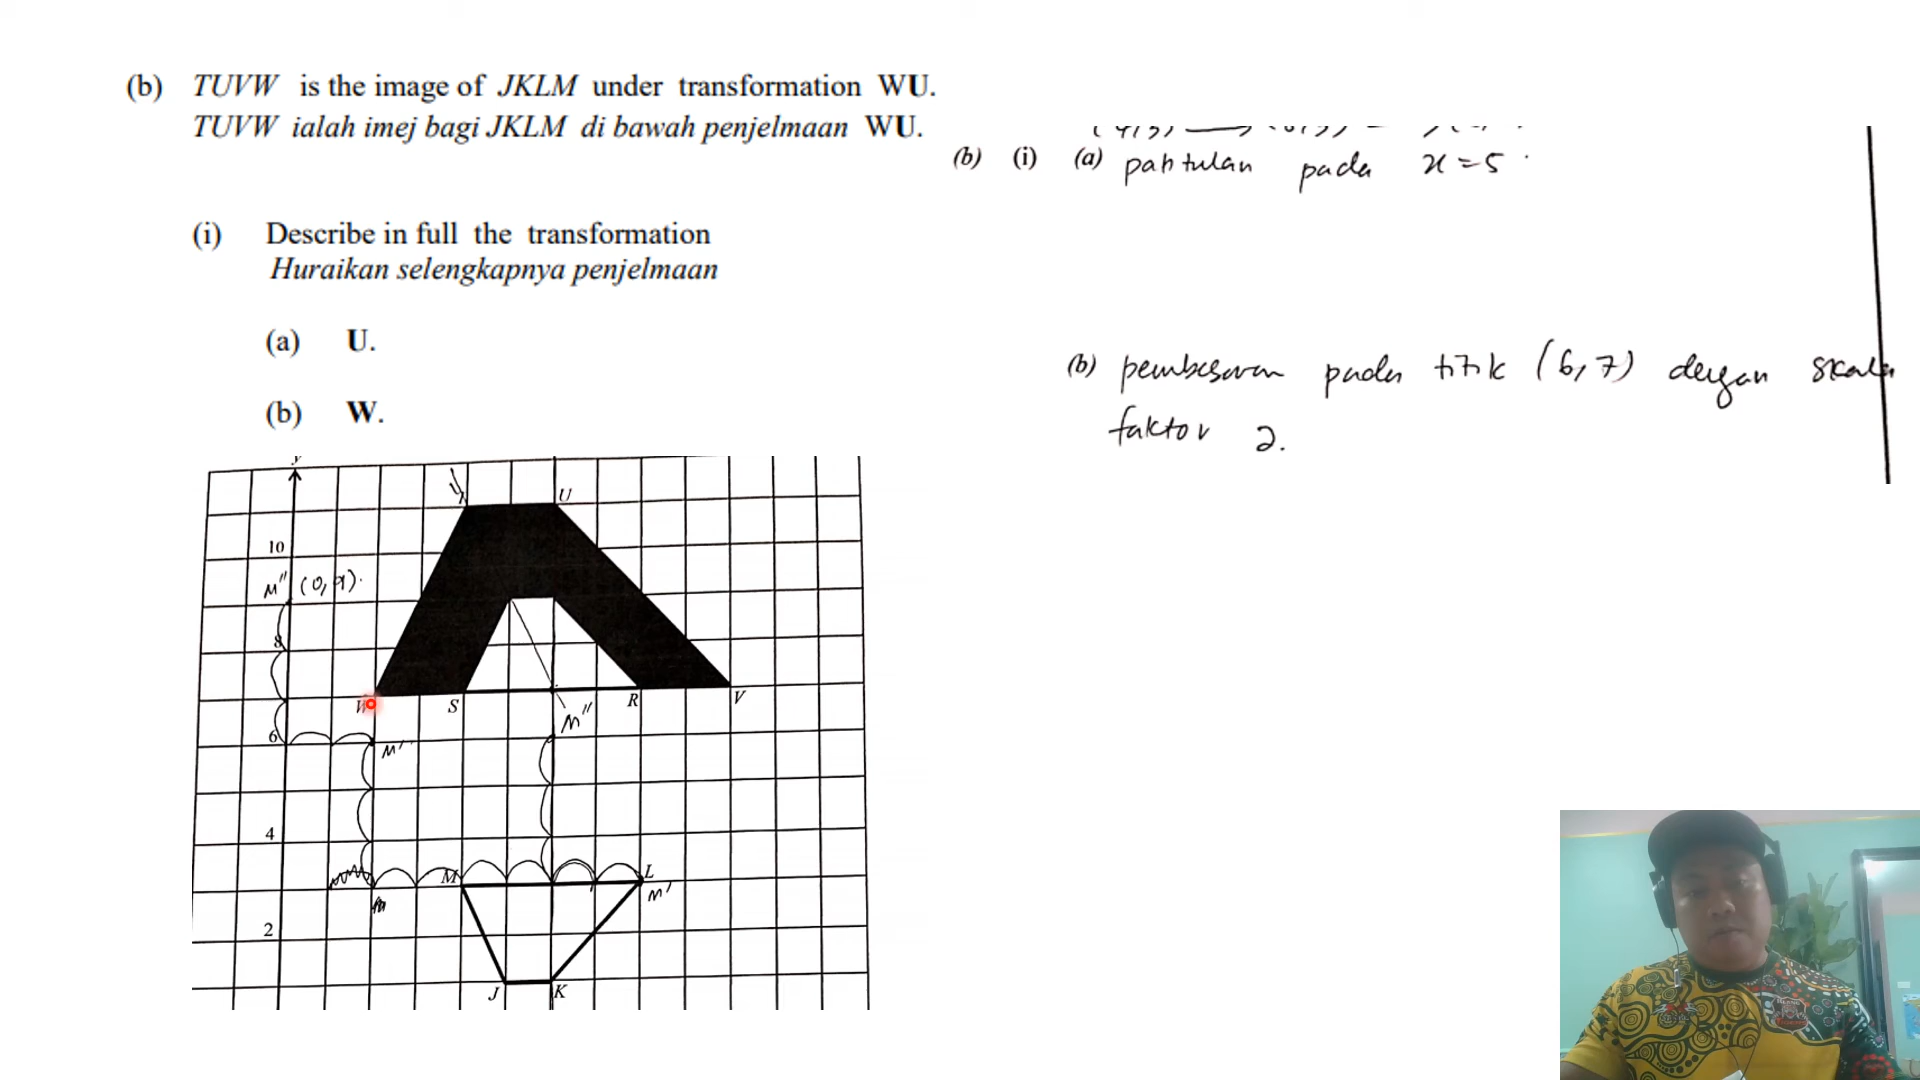 (b) TUVW is the image of JKLM under transformation WU.
TUVW ialah imej bagi JKLM di bawah penjelmaan WU.
(i) Describe in full the transformation
Huraikan selengkapnya penjelmaan
(a) U.
(b) W.
(b) (i) (a) pantulan pada x = 5.
(b) pembesaran pada titik (6, 7) dengan skala
faktor 2.
y
U
10
M'' (0, 9).
8
S R V
M''
6
M'
4
M L
M'
2
J K